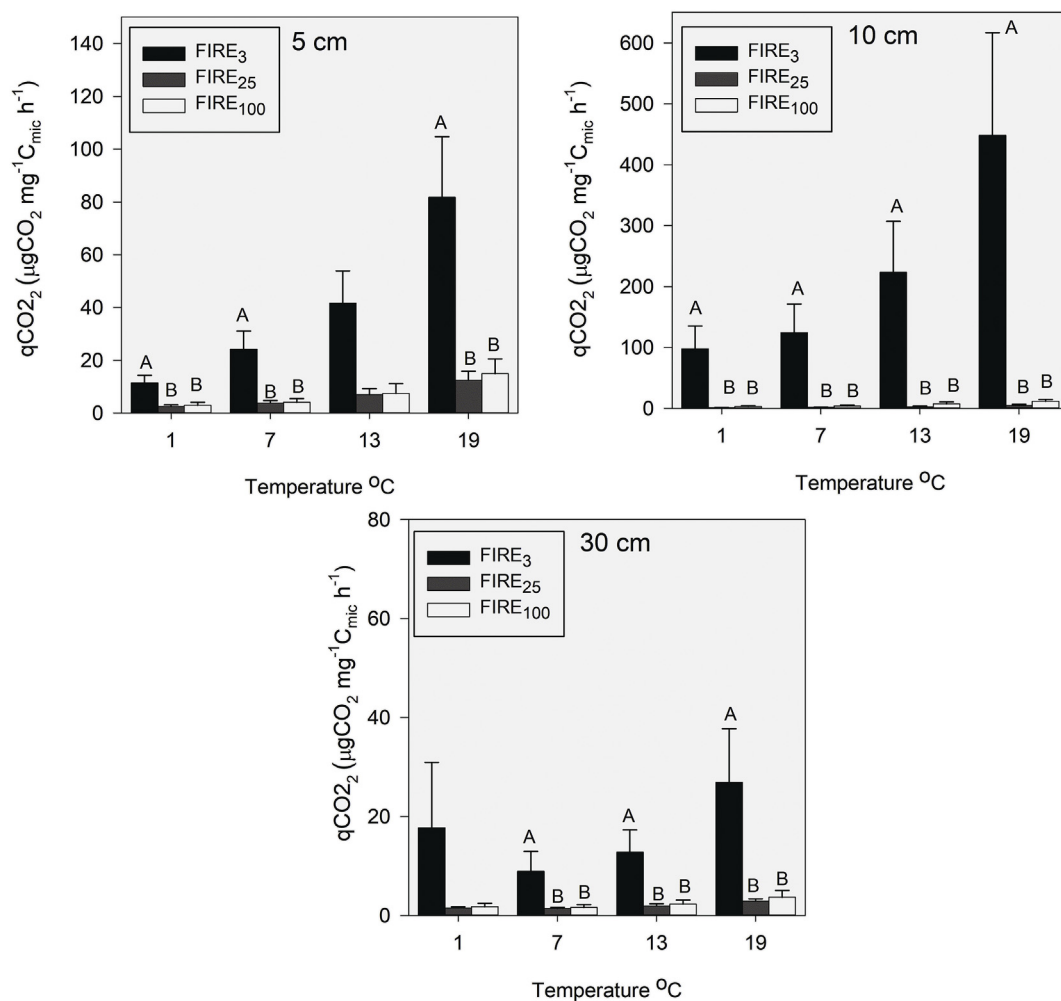 5 cm
FIRE3
FIRE25
FIRE100
qCO2₂ (μgCO₂ mg⁻¹C_mic h⁻¹)
140
120
100
80
60
40
20
0
A
A
A
B B
B B
B B
1 7 13 19
Temperature ᴼC
10 cm
FIRE3
FIRE25
FIRE100
qCO2₂ (μgCO₂ mg⁻¹C_mic h⁻¹)
600
500
400
300
200
100
0
A
A
A
A
B B
B B
B B
B B
1 7 13 19
Temperature ᴼC
30 cm
FIRE3
FIRE25
FIRE100
qCO2₂ (μgCO₂ mg⁻¹C_mic h⁻¹)
80
60
40
20
0
A
A
A
B B
B B
B B
1 7 13 19
Temperature ᴼC